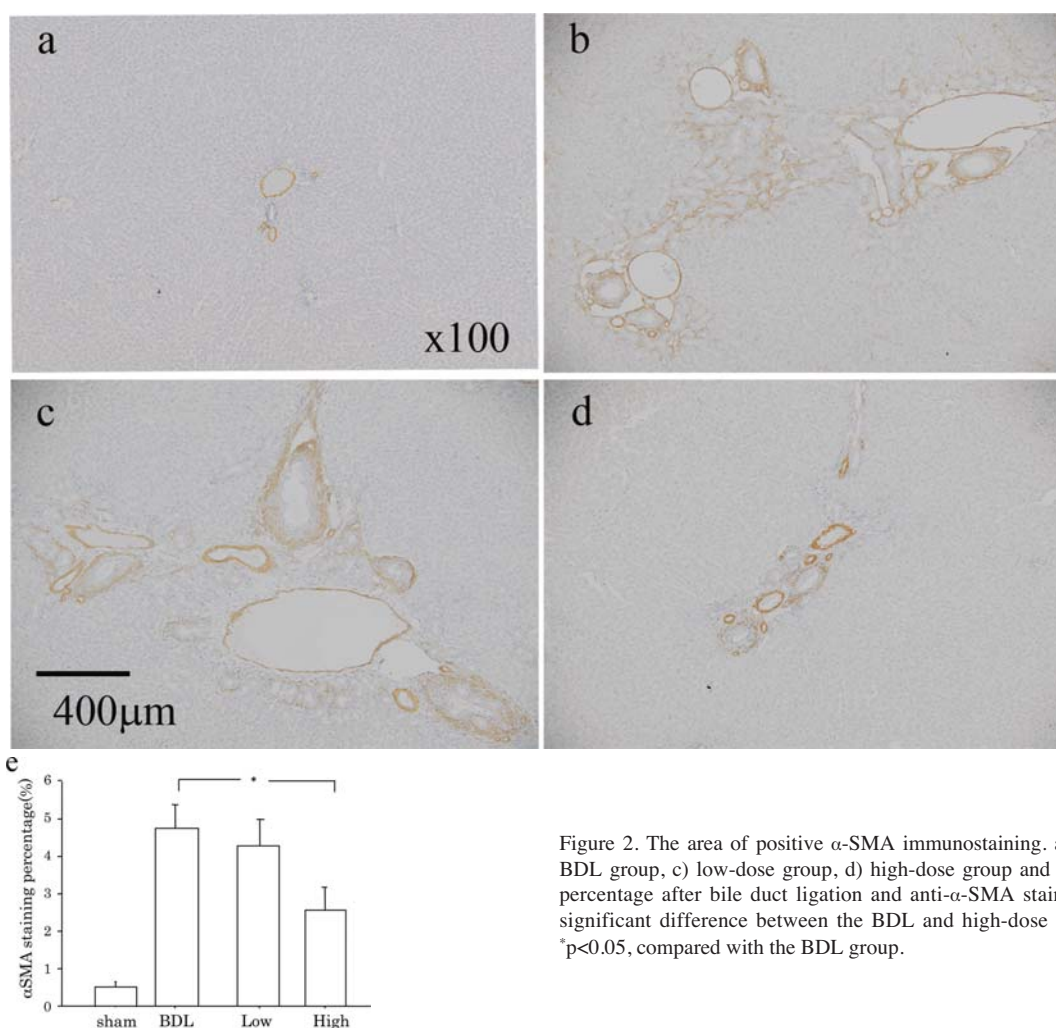 a
b
x100
c
d
400μm
e
αSMA staining percentage(%)
6
5
4
3
2
1
0
*
sham BDL Low High
Figure 2. The area of positive α-SMA immunostaining.
BDL group, c) low-dose group, d) high-dose group and
percentage after bile duct ligation and anti-α-SMA
significant difference between the BDL and high-dose
*p<0.05, compared with the BDL group.